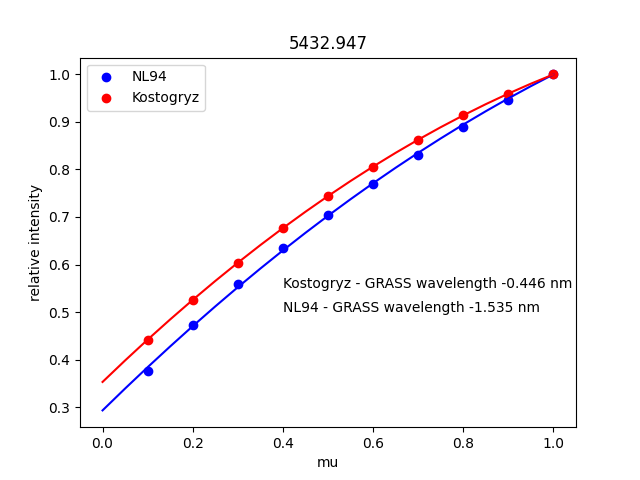 5432.947
NL94
Kostogryz
1.0
0.9
0.8
0.7
0.6
0.5
0.4
0.3
relative intensity
Kostogryz - GRASS wavelength -0.446 nm
NL94 - GRASS wavelength -1.535 nm
0.0 0.2 0.4 0.6 0.8 1.0
mu